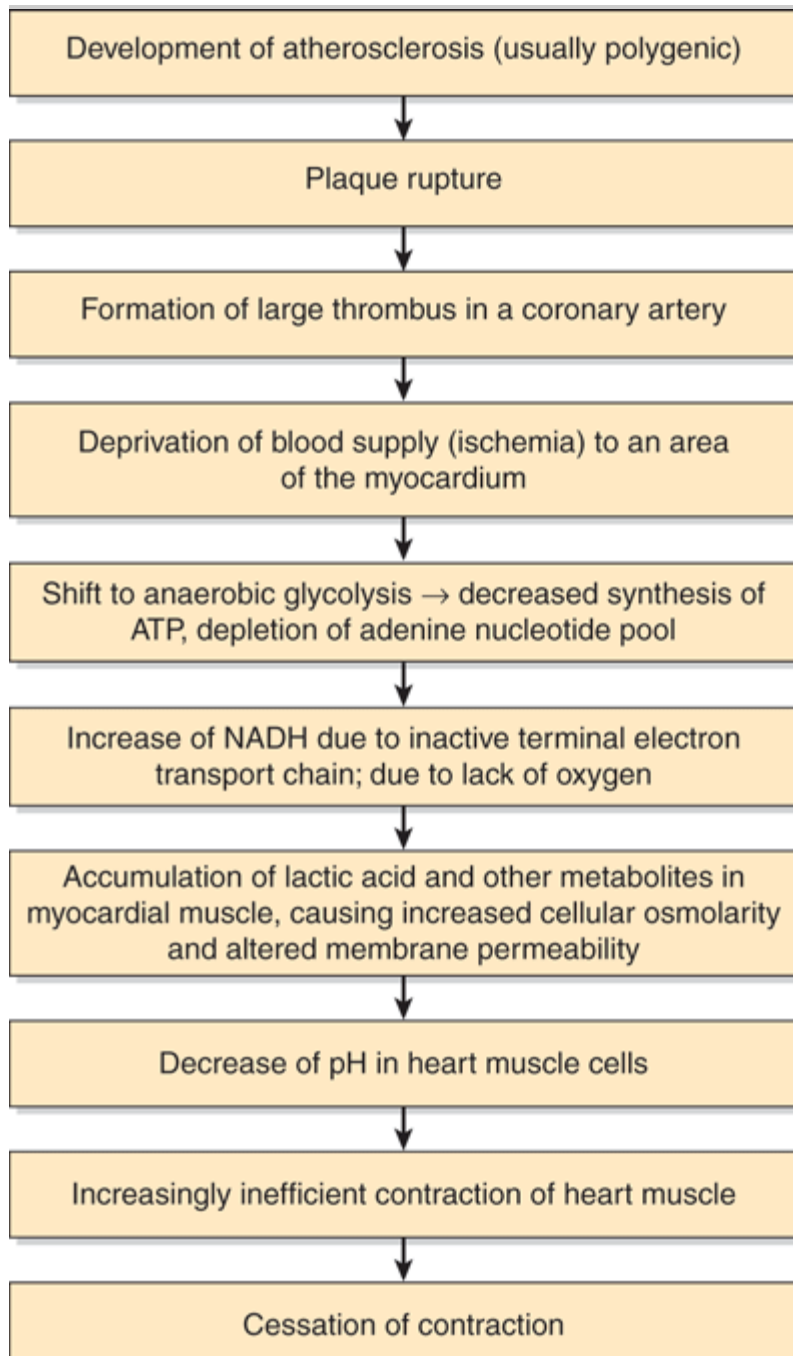 Development of atherosclerosis (usually polygenic)
Plaque rupture
Formation of large thrombus in a coronary artery
Deprivation of blood supply (ischemia) to an area
of the myocardium
Shift to anaerobic glycolysis → decreased synthesis of
ATP, depletion of adenine nucleotide pool
Increase of NADH due to inactive terminal electron
transport chain; due to lack of oxygen
Accumulation of lactic acid and other metabolites in
myocardial muscle, causing increased cellular osmolarity
and altered membrane permeability
Decrease of pH in heart muscle cells
Increasingly inefficient contraction of heart muscle
Cessation of contraction